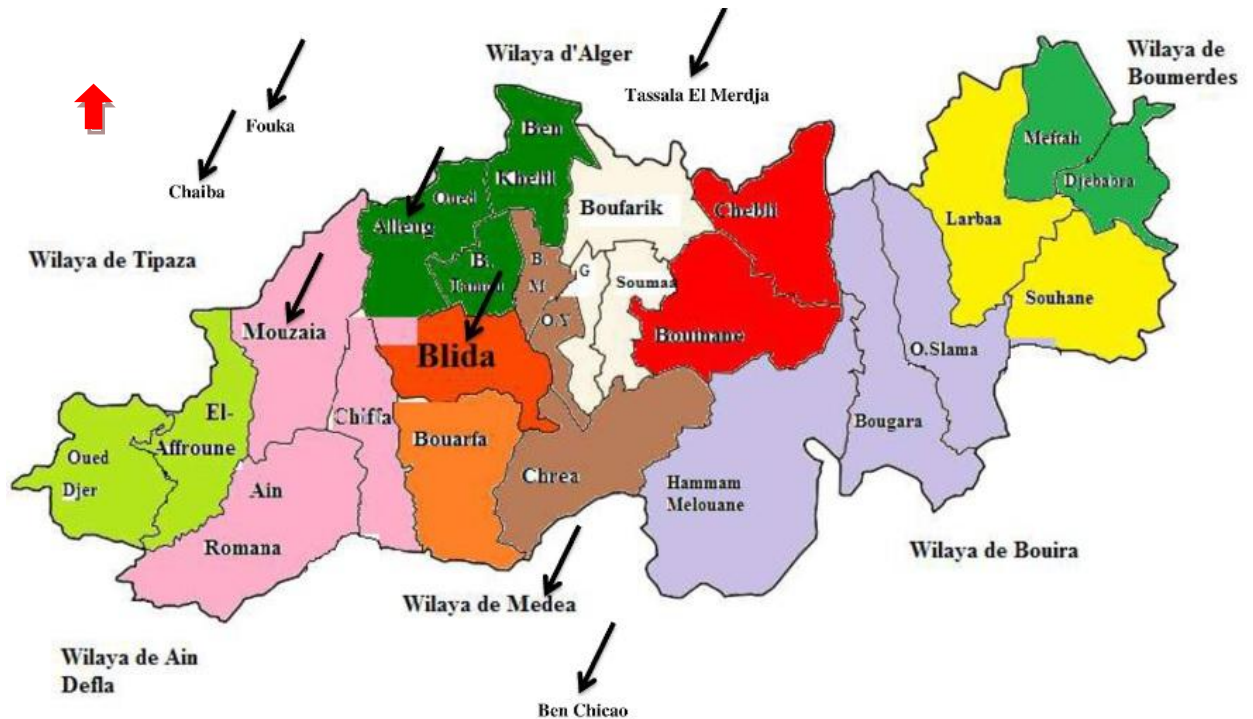 Wilaya d'Alger
Wilaya de
Boumerdes
Tassala El Merdja
Fouka
Chaiba
Wilaya de Tipaza
Ben
Khelil
Oued
Alleug
Boufarik
Chebli
Meftah
Djebabra
Larbaa
B.
B.
M
G
Soumaa
Souhane
Mouzaia
O.Y
Bouinane
O.Slama
Blida
El-
Affroune
Chiffa
Bouarfa
Bougara
Oued
Djer
Ain
Romana
Chrea
Hammam
Melouane
Wilaya de Bouira
Wilaya de Medea
Wilaya de Ain
Defla
Ben Chicao